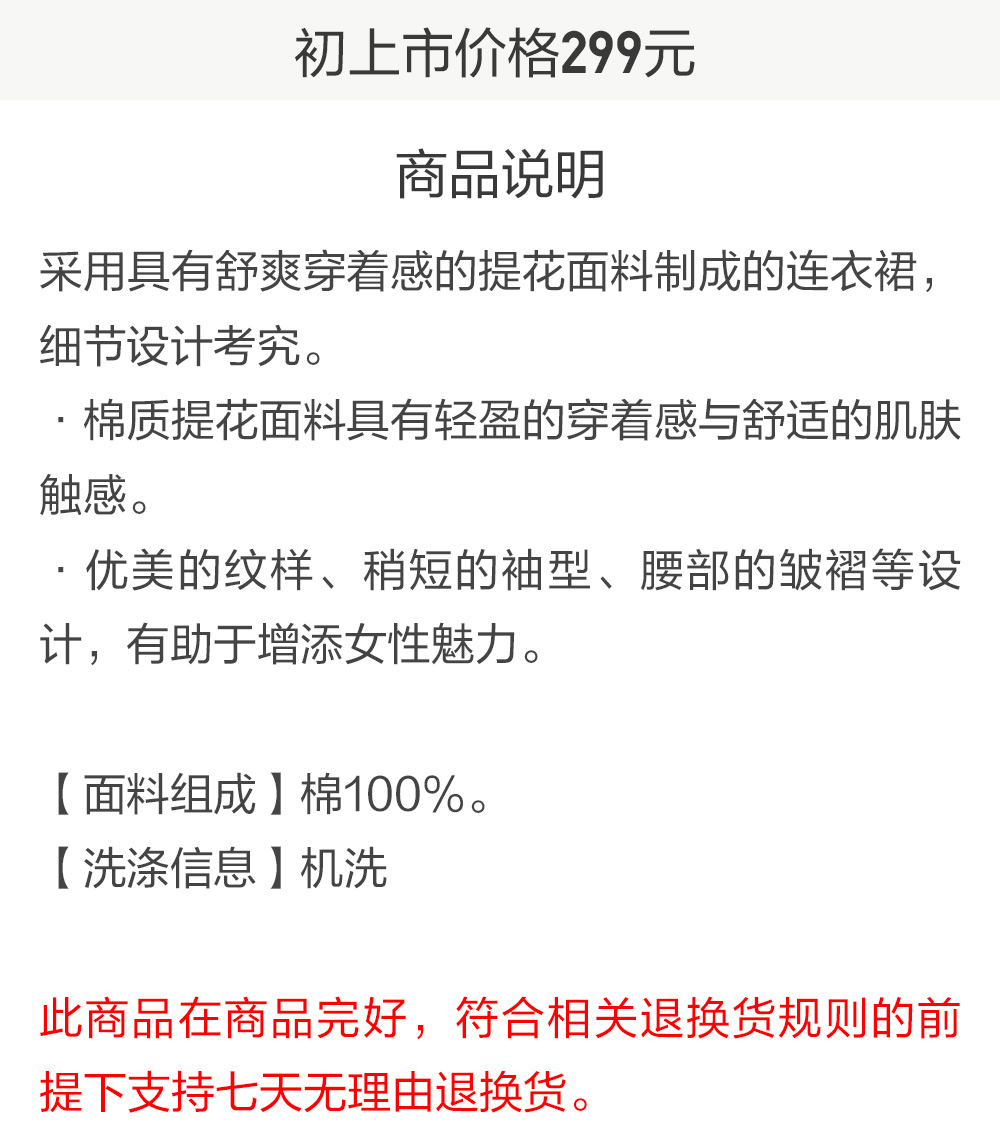 初上市价格299元
商品说明
采用具有舒爽穿着感的提花面料制成的连衣裙，
细节设计考究。
· 棉质提花面料具有轻盈的穿着感与舒适的肌肤
触感。
· 优美的纹样、稍短的袖型、腰部的皱褶等设
计，有助于增添女性魅力。
【面料组成】棉100%。
【洗涤信息】机洗
此商品在商品完好，符合相关退换货规则的前
提下支持七天无理由退换货。